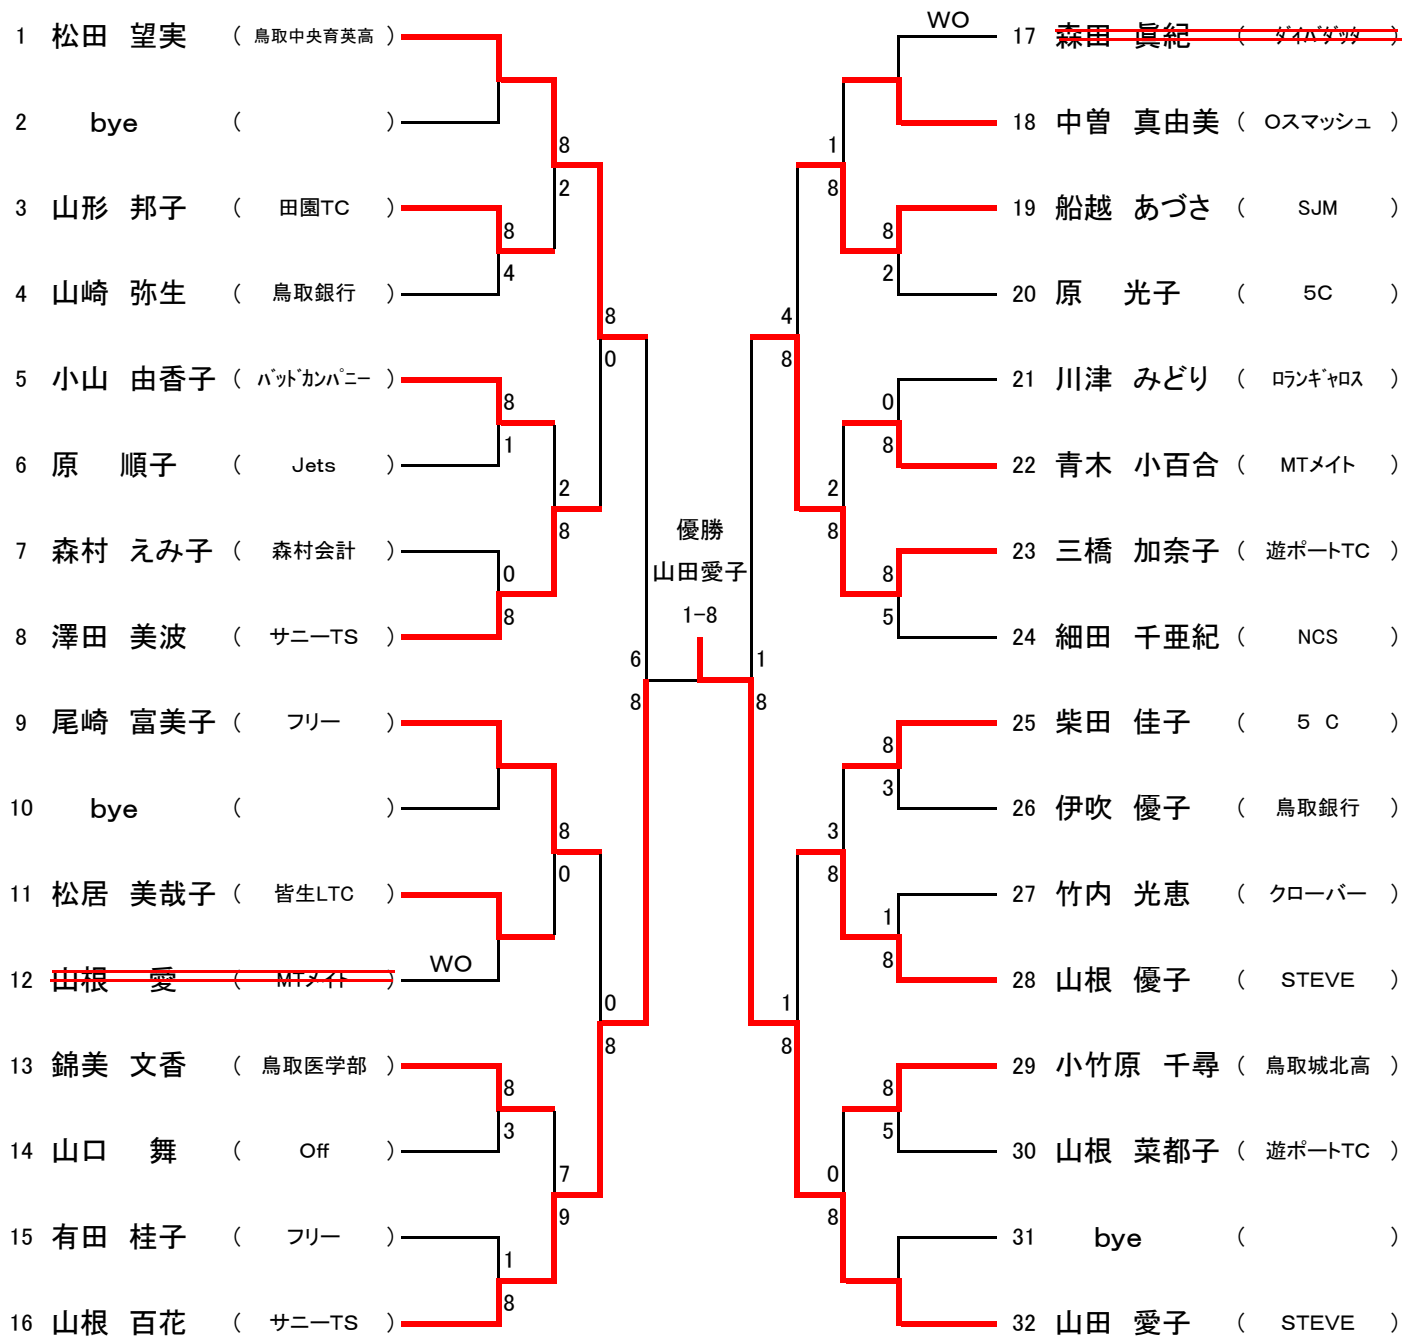 1 松田 望実 ( 鳥取中央育英高 )
2 bye ( )
8
2
3 山形 邦子 ( 田園TC )
8
4
4 山崎 弥生 ( 鳥取銀行 )
8
0
5 小山 由香子 ( バッドカンパニー )
8
1
6 原 順子 ( Jets )
2
8
7 森村 えみ子 ( 森村会計 )
0
8
8 澤田 美波 ( サニーTS )
6
8
9 尾崎 富美子 ( フリー )
10 bye ( )
8
0
11 松居 美哉子 ( 皆生LTC )
12 山根 愛 ( MTメイト ) WO
0
8
13 錦美 文香 ( 鳥取医学部 )
8
3
14 山口 舞 ( Off )
7
9
15 有田 桂子 ( フリー )
1
8
16 山根 百花 ( サニーTS )
優勝
山田愛子
1-8
WO 17 森田 眞紀 ( ダイバダッタ )
18 中曽 真由美 ( Oスマッシュ )
1
8
19 船越 あづさ ( SJM )
8
2
20 原 光子 ( 5C )
4
8
21 川津 みどり ( ロランギャロス )
0
8
22 青木 小百合 ( MTメイト )
2
8
23 三橋 加奈子 ( 遊ポートTC )
8
5
24 細田 千亜紀 ( NCS )
1
8
25 柴田 佳子 ( 5 C )
8
3
26 伊吹 優子 ( 鳥取銀行 )
3
8
27 竹内 光恵 ( クローバー )
1
8
28 山根 優子 ( STEVE )
1
8
29 小竹原 千尋 ( 鳥取城北高 )
8
5
30 山根 菜都子 ( 遊ポートTC )
0
8
31 bye ( )
32 山田 愛子 ( STEVE )